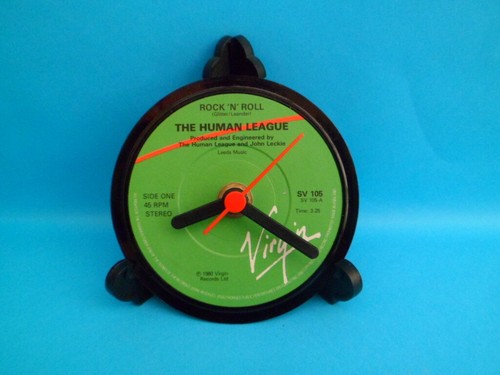 ROCK 'N' ROLL
(Glitter/Leander)
THE HUMAN LEAGUE
Produced and Engineered by
The Human League and John Leckie
Leeds Music
SIDE ONE
45 RPM
STEREO
SV 105
SV 105-A
Time: 3.25
Virgin
℗ 1980 Virgin
Records Ltd